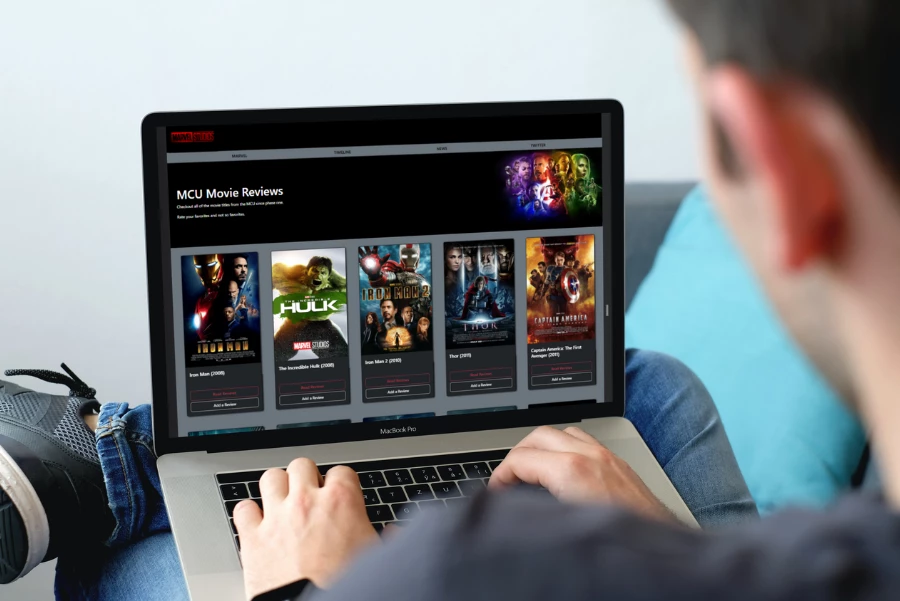 MARVEL
MARVEL TIMELINE NEWS TWITTER
MCU Movie Reviews
Checkout all of the movie titles from the MCU since phase one.
Rate your favorites and not so favorites.
IRON MAN
THE INCREDIBLE
HULK
MARVEL STUDIOS
IRON MAN 2
THOR
CAPTAIN AMERICA
Iron Man (2008)
The Incredible Hulk (2008)
Iron Man 2 (2010)
Thor (2011)
Captain America: The First
Avenger (2011)
Read Reviews
Read Reviews
Read Reviews
Read Reviews
Read Reviews
Add a Review
Add a Review
Add a Review
Add a Review
Add a Review
MacBook Pro